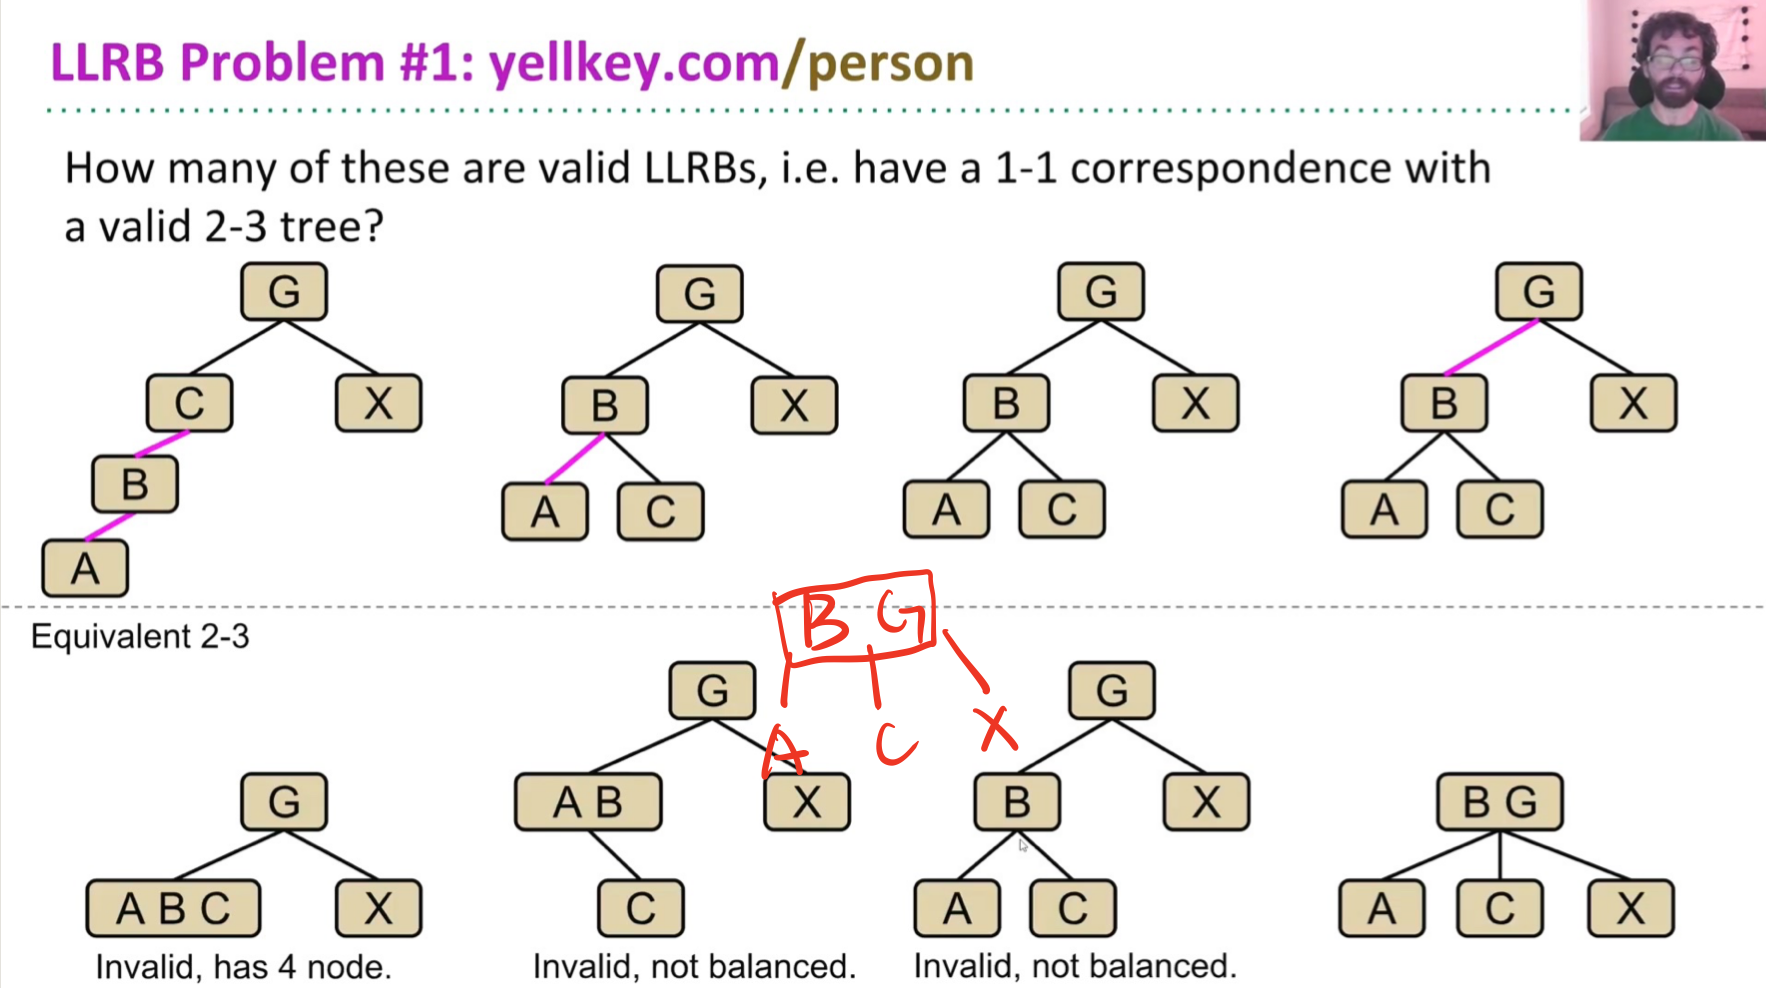 LLRB Problem #1: yellkey.com/person
How many of these are valid LLRBs, i.e. have a 1-1 correspondence with
a valid 2-3 tree?
G G G G
C X B X B X B X
B
A C A C A C
A
B G
Equivalent 2-3
G G
A C X
G A B X B X B G
A B C X C A C A C X
Invalid, has 4 node. Invalid, not balanced. Invalid, not balanced.